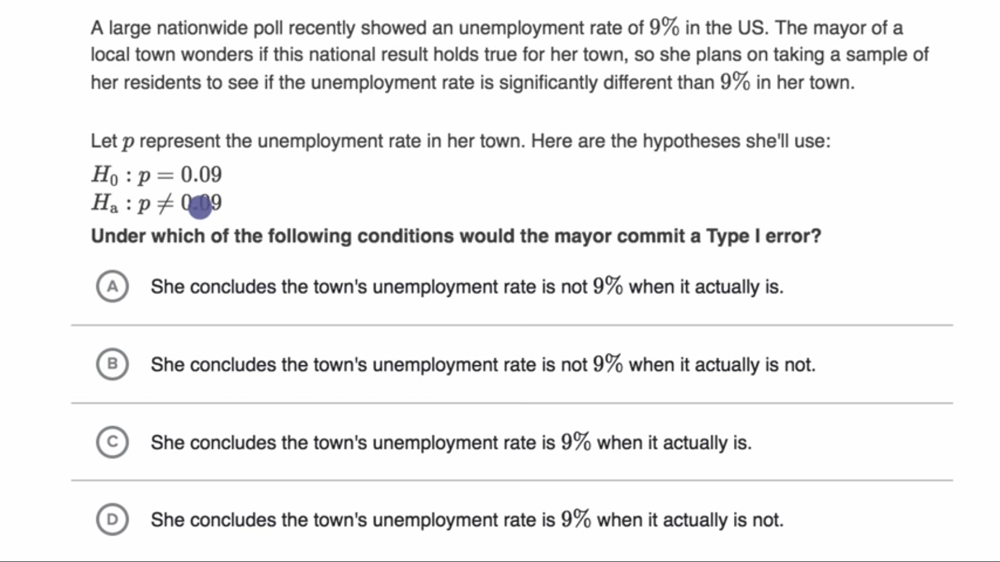 A large nationwide poll recently showed an unemployment rate of 9% in the US. The mayor of a
local town wonders if this national result holds true for her town, so she plans on taking a sample of
her residents to see if the unemployment rate is significantly different than 9% in her town.
Let p represent the unemployment rate in her town. Here are the hypotheses she'll use:
H₀ : p = 0.09
Hₐ : p ≠ 0.09
Under which of the following conditions would the mayor commit a Type I error?
A She concludes the town's unemployment rate is not 9% when it actually is.
B She concludes the town's unemployment rate is not 9% when it actually is not.
C She concludes the town's unemployment rate is 9% when it actually is.
D She concludes the town's unemployment rate is 9% when it actually is not.